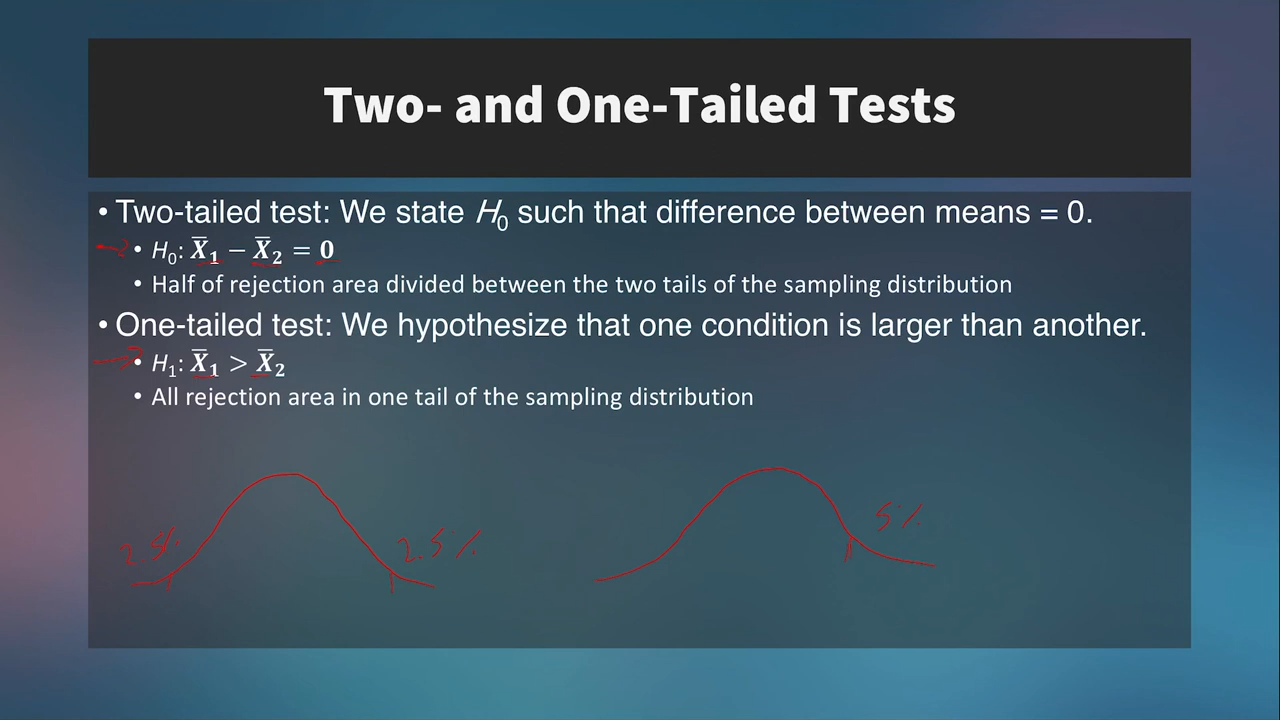 Two- and One-Tailed Tests
• Two-tailed test: We state H₀ such that difference between means = 0.
• H₀: X̄₁ − X̄₂ = 0
• Half of rejection area divided between the two tails of the sampling distribution
• One-tailed test: We hypothesize that one condition is larger than another.
• H₁: X̄₁ > X̄₂
• All rejection area in one tail of the sampling distribution
2.5% 2.5% 5%